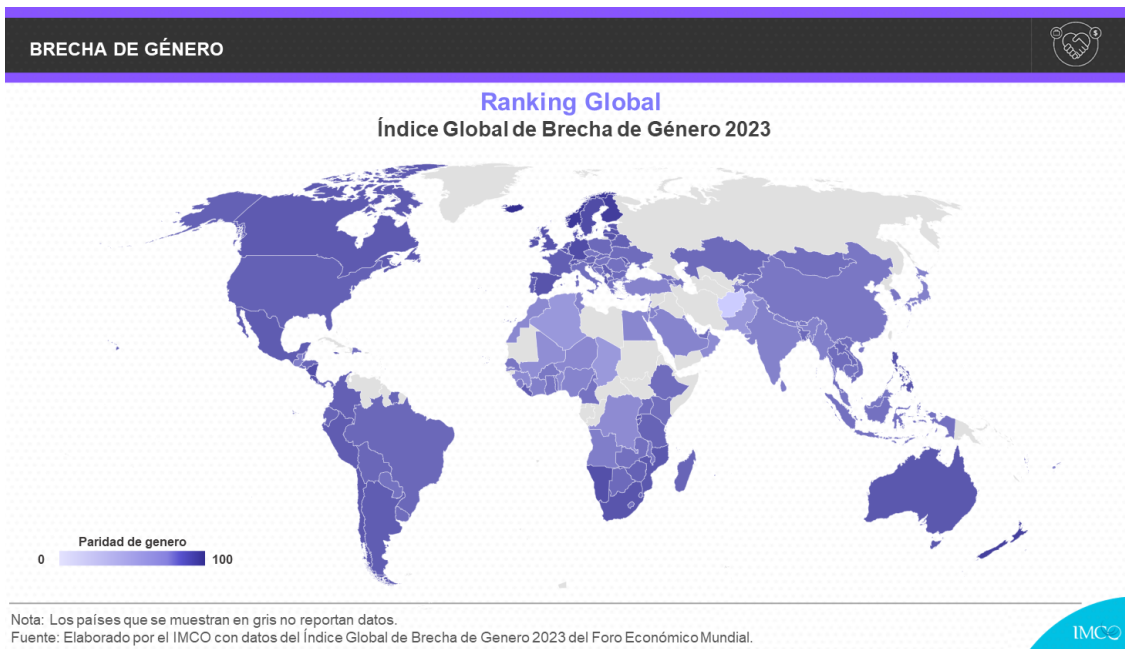 BRECHA DE GÉNERO
$
Ranking Global
Índice Global de Brecha de Género 2023
Paridad de genero
0
100
Nota: Los países que se muestran en gris no reportan datos.
Fuente: Elaborado por el IMCO con datos del Índice Global de Brecha de Genero 2023 del Foro Económico Mundial.
IMCO